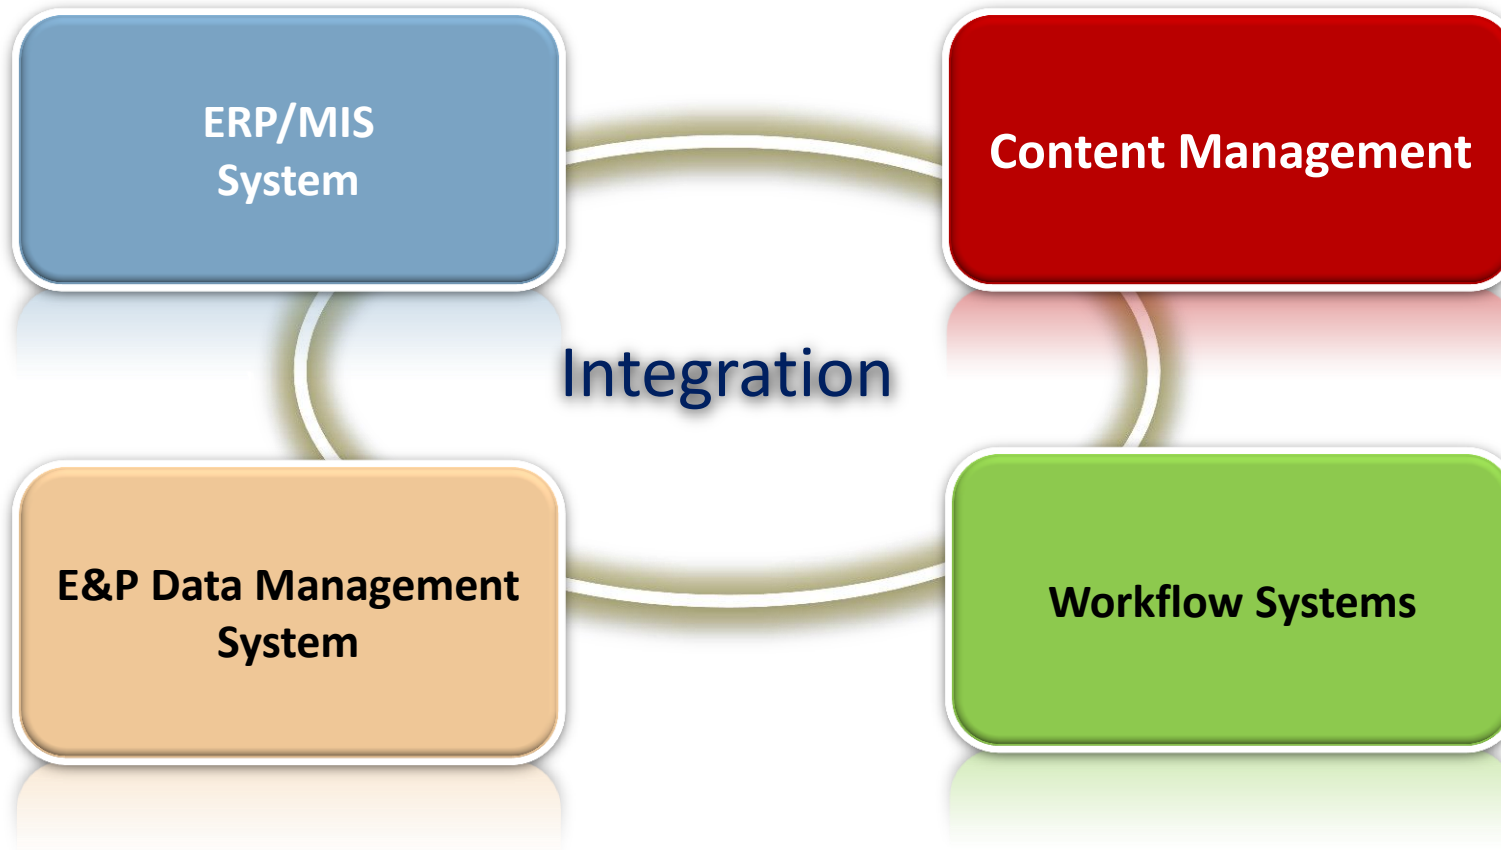 ERP/MIS
System
Content Management
Integration
E&P Data Management
System
Workflow Systems